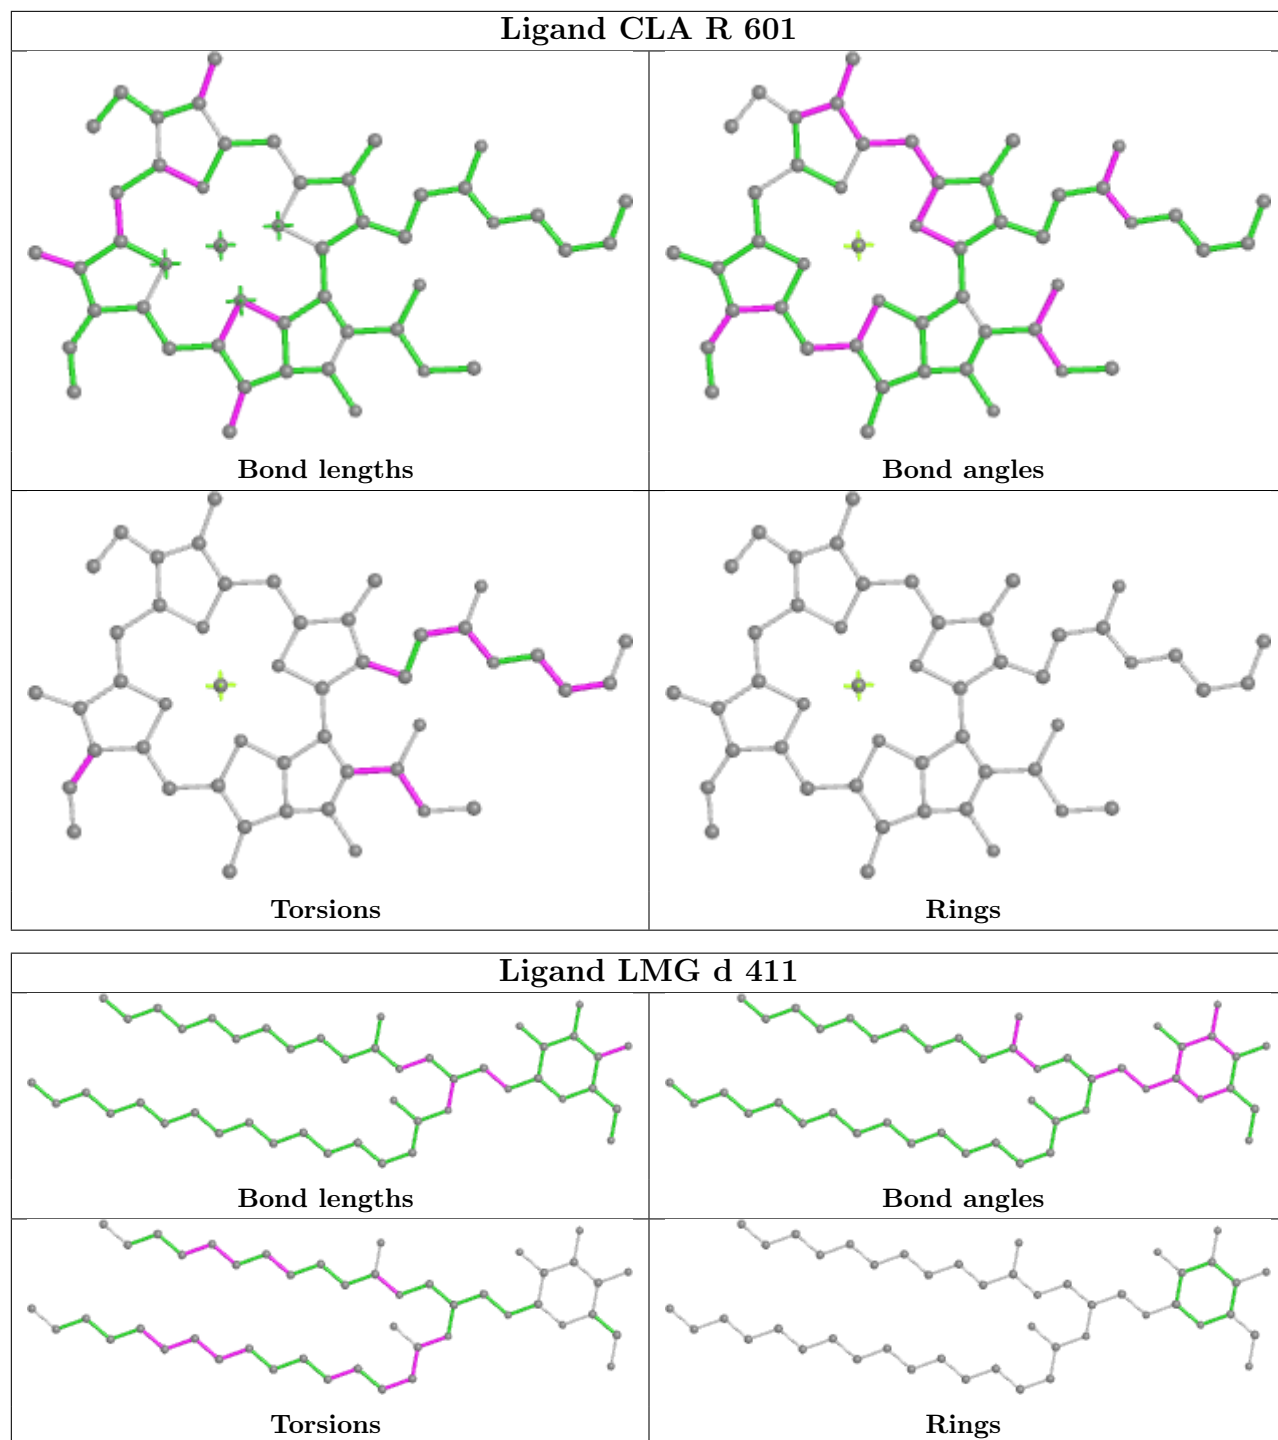 Ligand CLA R 601
Bond lengths
Bond angles
Torsions
Rings
Ligand LMG d 411
Bond lengths
Bond angles
Torsions
Rings